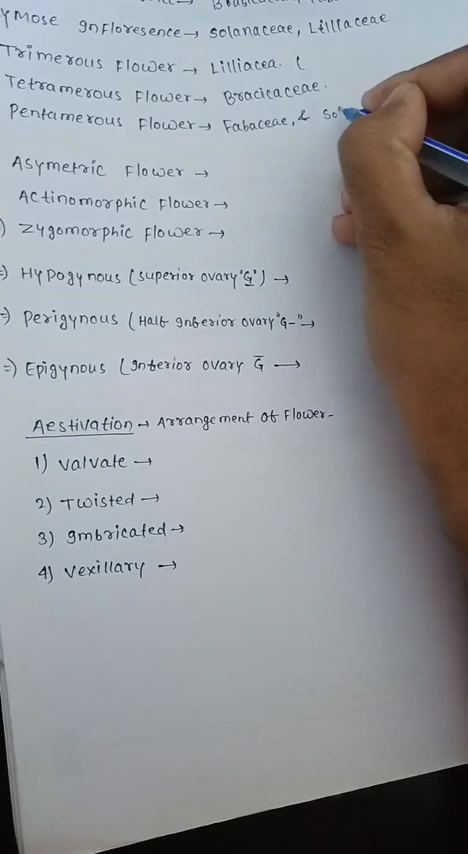 yMose Infloresence → Solanaceae, Lilliaceae
Trimerous Flower → Lilliacea. (
Tetramerous Flower → Bracicaceae.
Pentamerous Flower → Fabaceae, & So
Asymetric Flower →
Actinomorphic Flower →
) Zygomorphic Flower →
=) Hypogynous (superior ovary "G") →
=) Perigynous (Half Inferior ovary "G-" →
=) Epigynous (Inferior ovary G̅ →
Aestivation → Arrangement of Flower-
1) Valvate →
2) Twisted →
3) Imbricated →
4) Vexillary →